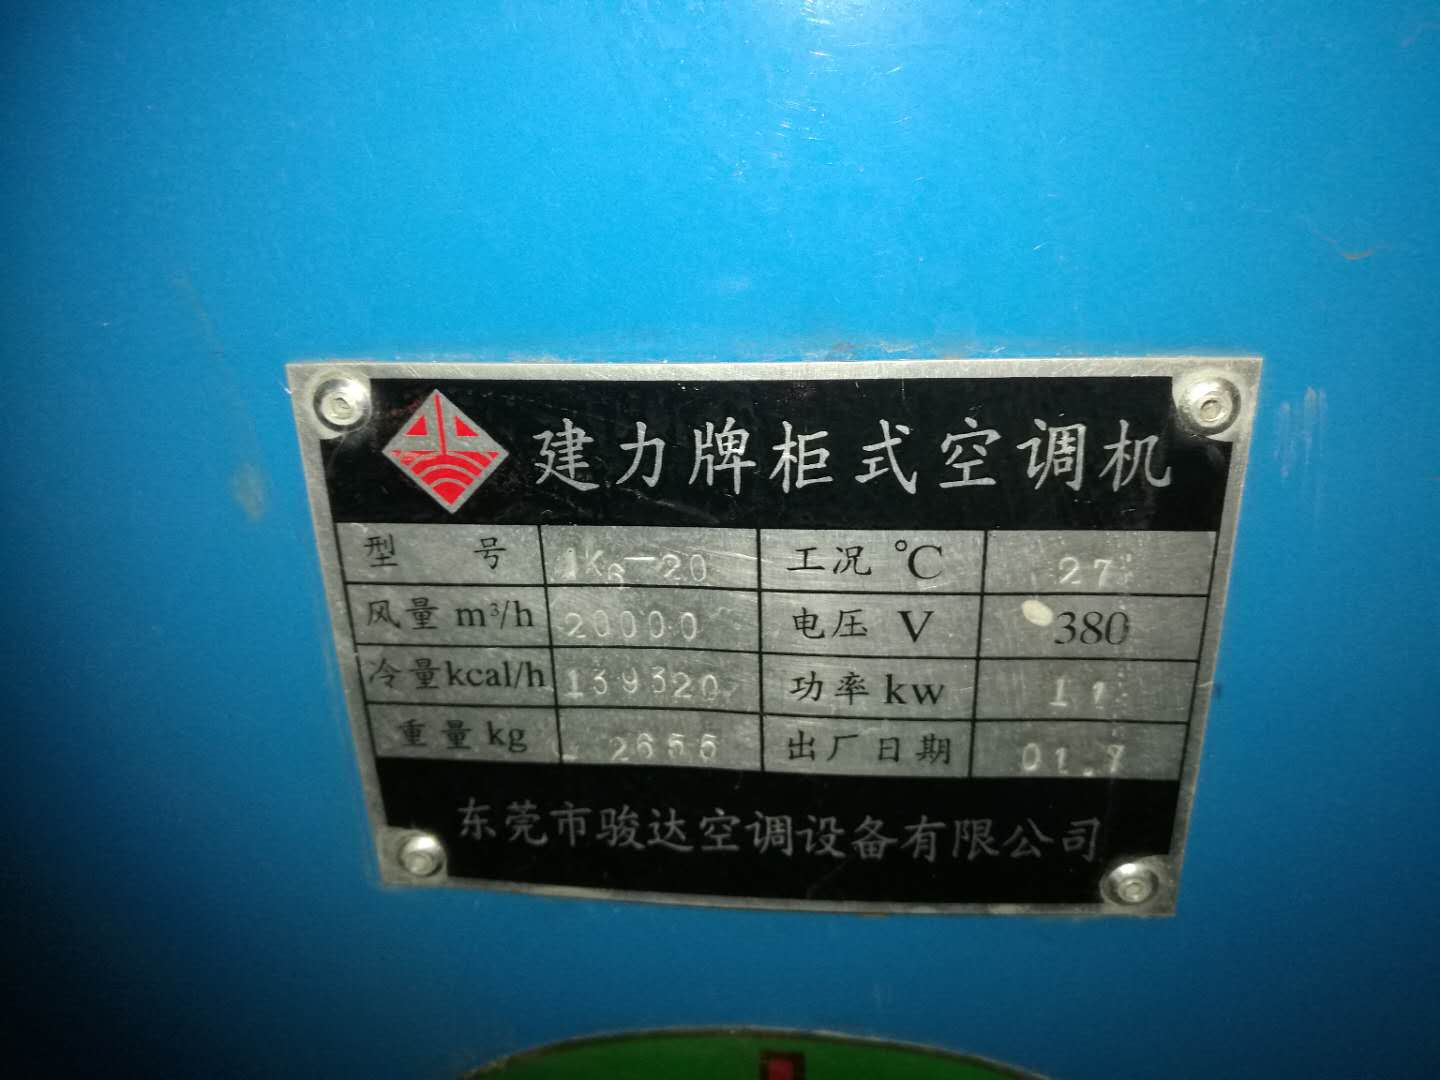 建力牌柜式空调机
型 号 JK6-20 工况 °C 27
风量 m³/h 20000 电压 V 380
冷量kcal/h 139320 功率 kw 11
重量 kg 2655 出厂日期 01.7
东莞市骏达空调设备有限公司